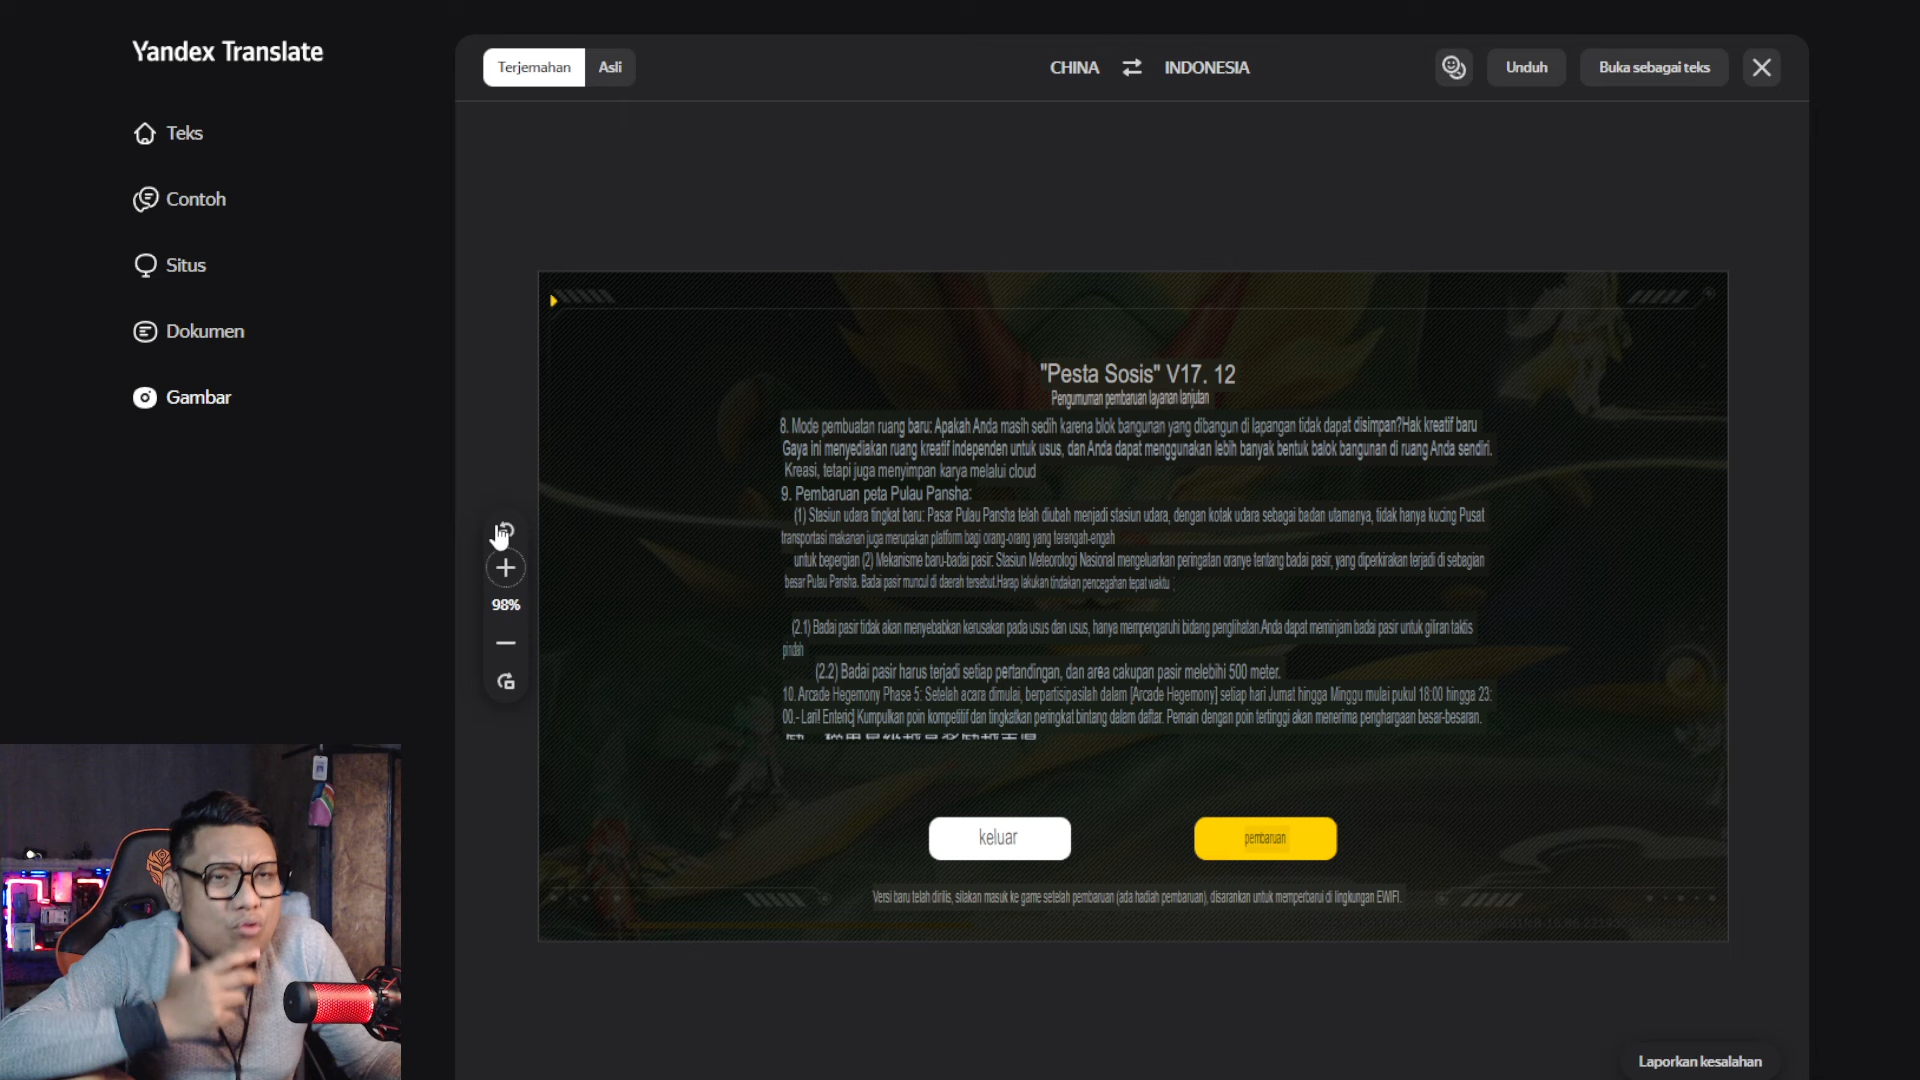 Yandex Translate
Terjemahan
Asli
CHINA
INDONESIA
Unduh
Buka sebagai teks
Teks
Contoh
Situs
Dokumen
Gambar
98%
"Pesta Sosis" V17. 12
Pengumuman pembaruan layanan lanjutan
8. Mode pembuatan ruang baru: Apakah Anda masih sedih karena blok bangunan yang dibangun di lapangan tidak dapat disimpan?Hak kreatif baru
Gaya ini menyediakan ruang kreatif independen untuk usus, dan Anda dapat menggunakan lebih banyak bentuk balok bangunan di ruang Anda sendiri.
Kreasi, tetapi juga menyimpan karya melalui cloud
9. Pembaruan peta Pulau Pansha:
(1) Stasiun udara tingkat baru: Pasar Pulau Pansha telah diubah menjadi stasiun udara, dengan kotak udara sebagai badan utamanya, tidak hanya kucing Pusat
transportasi makanan juga merupakan platform bagi orang-orang yang terengah-engah
untuk bepergian (2) Mekanisme baru-badai pasir: Stasiun Meteorologi Nasional mengeluarkan peringatan oranye tentang badai pasir, yang diperkirakan terjadi di sebagian
besar Pulau Pansha. Badai pasir muncul di daerah tersebut.Harap lakukan tindakan pencegahan tepat waktu
(2.1) Badai pasir tidak akan menyebabkan kerusakan pada usus dan usus, hanya mempengaruhi bidang penglihatan.Anda dapat meminjam badai pasir untuk giliran taktis
pindah
(2.2) Badai pasir harus terjadi setiap pertandingan, dan area cakupan pasir melebihi 500 meter.
10. Arcade Hegemony Phase 5: Setelah acara dimulai, berpartisipasilah dalam [Arcade Hegemony] setiap hari Jumat hingga Minggu mulai pukul 18:00 hingga 23:
00.- Lari! Enteric] Kumpulkan poin kompetitif dan tingkatkan peringkat bintang dalam daftar. Pemain dengan poin tertinggi akan menerima penghargaan besar-besaran.
keluar
pembaruan
Versi baru telah dirilis, silakan masuk ke game setelah pembaruan (ada hadiah pembaruan), disarankan untuk memperbarui di lingkungan EWIFI.
Laporkan kesalahan